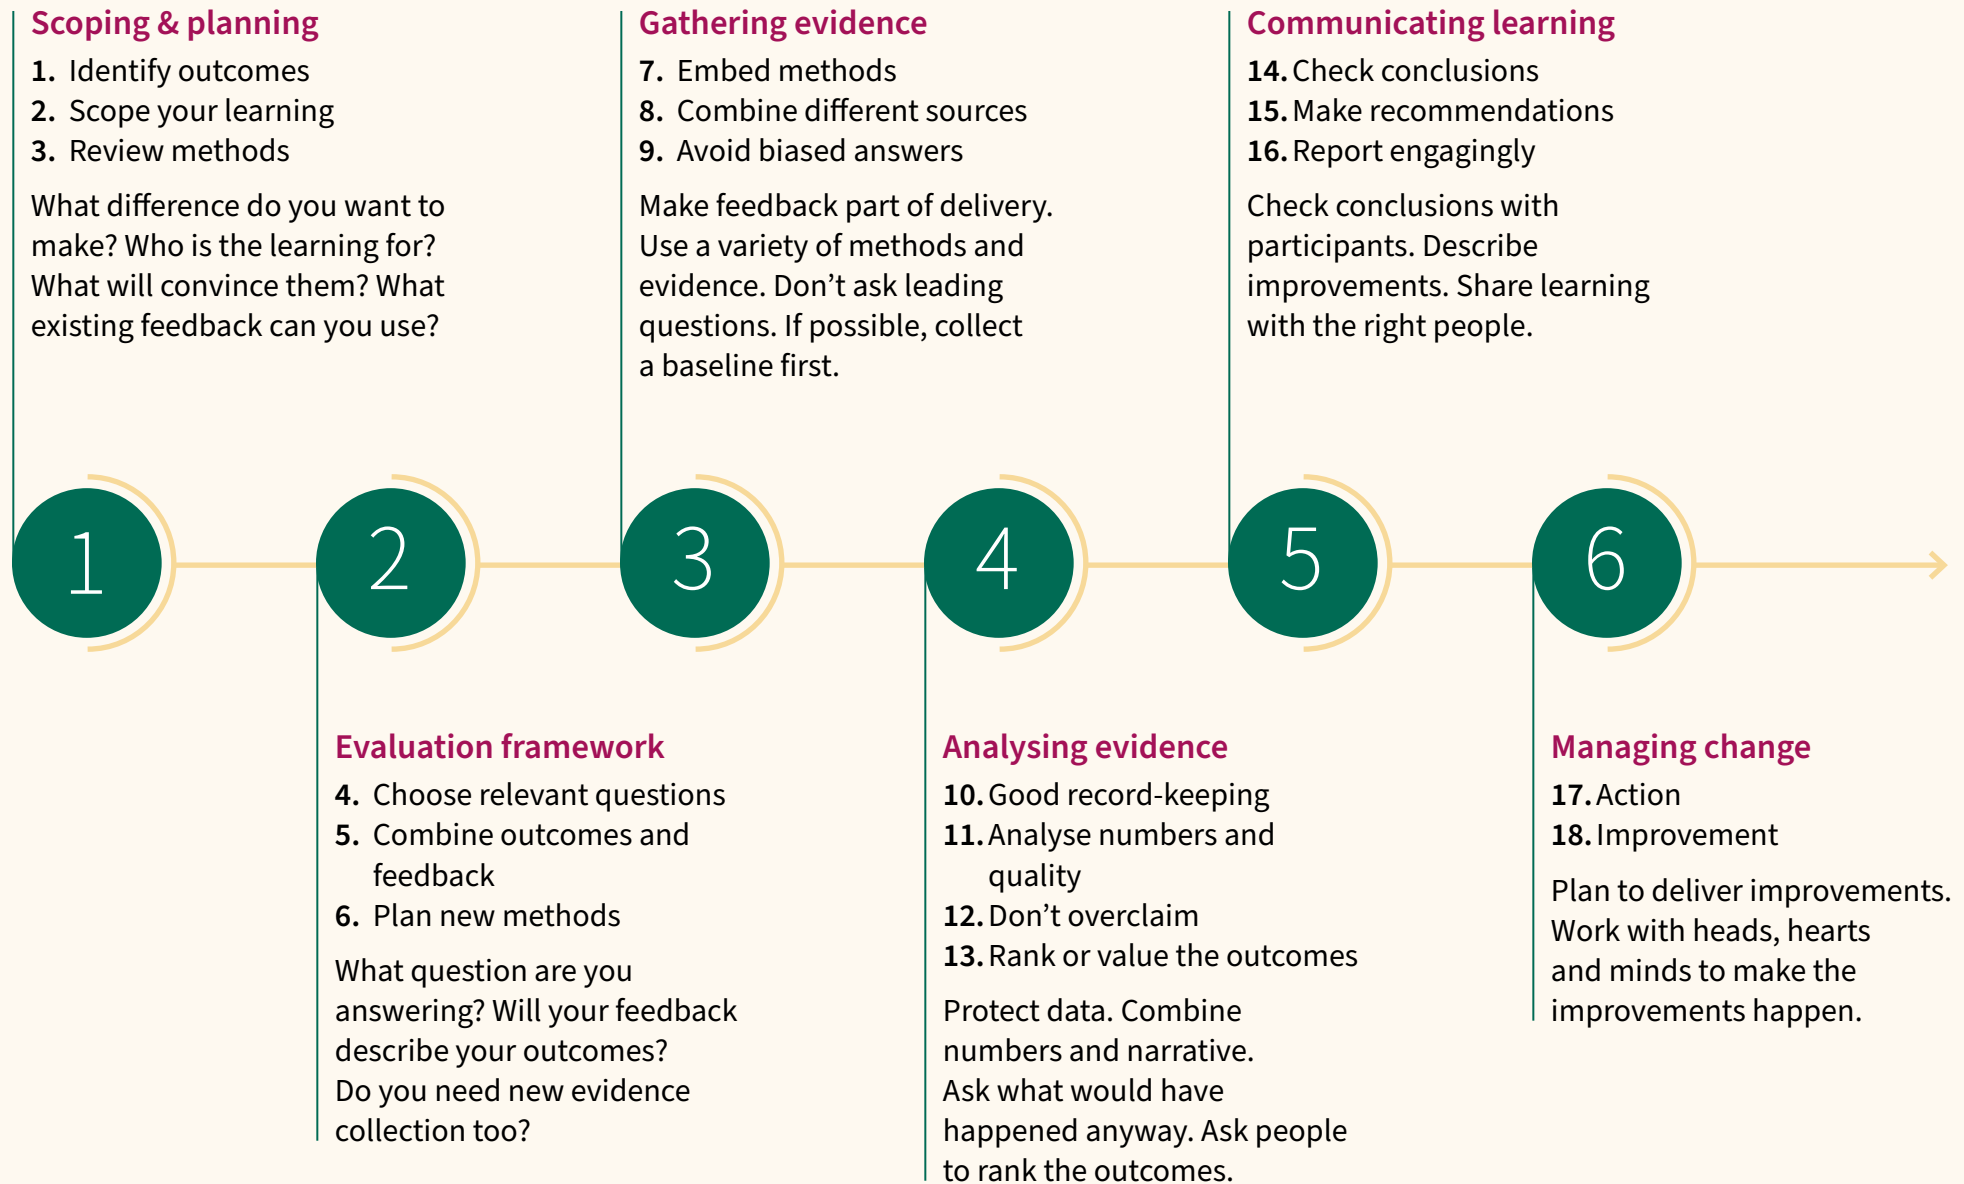 Scoping & planning
1. Identify outcomes
2. Scope your learning
3. Review methods
What difference do you want to
make? Who is the learning for?
What will convince them? What
existing feedback can you use?
Gathering evidence
7. Embed methods
8. Combine different sources
9. Avoid biased answers
Make feedback part of delivery.
Use a variety of methods and
evidence. Don’t ask leading
questions. If possible, collect
a baseline first.
Communicating learning
14. Check conclusions
15. Make recommendations
16. Report engagingly
Check conclusions with
participants. Describe
improvements. Share learning
with the right people.
1
2
3
4
5
6
Evaluation framework
4. Choose relevant questions
5. Combine outcomes and
feedback
6. Plan new methods
What question are you
answering? Will your feedback
describe your outcomes?
Do you need new evidence
collection too?
Analysing evidence
10. Good record-keeping
11. Analyse numbers and
quality
12. Don’t overclaim
13. Rank or value the outcomes
Protect data. Combine
numbers and narrative.
Ask what would have
happened anyway. Ask people
to rank the outcomes.
Managing change
17. Action
18. Improvement
Plan to deliver improvements.
Work with heads, hearts
and minds to make the
improvements happen.